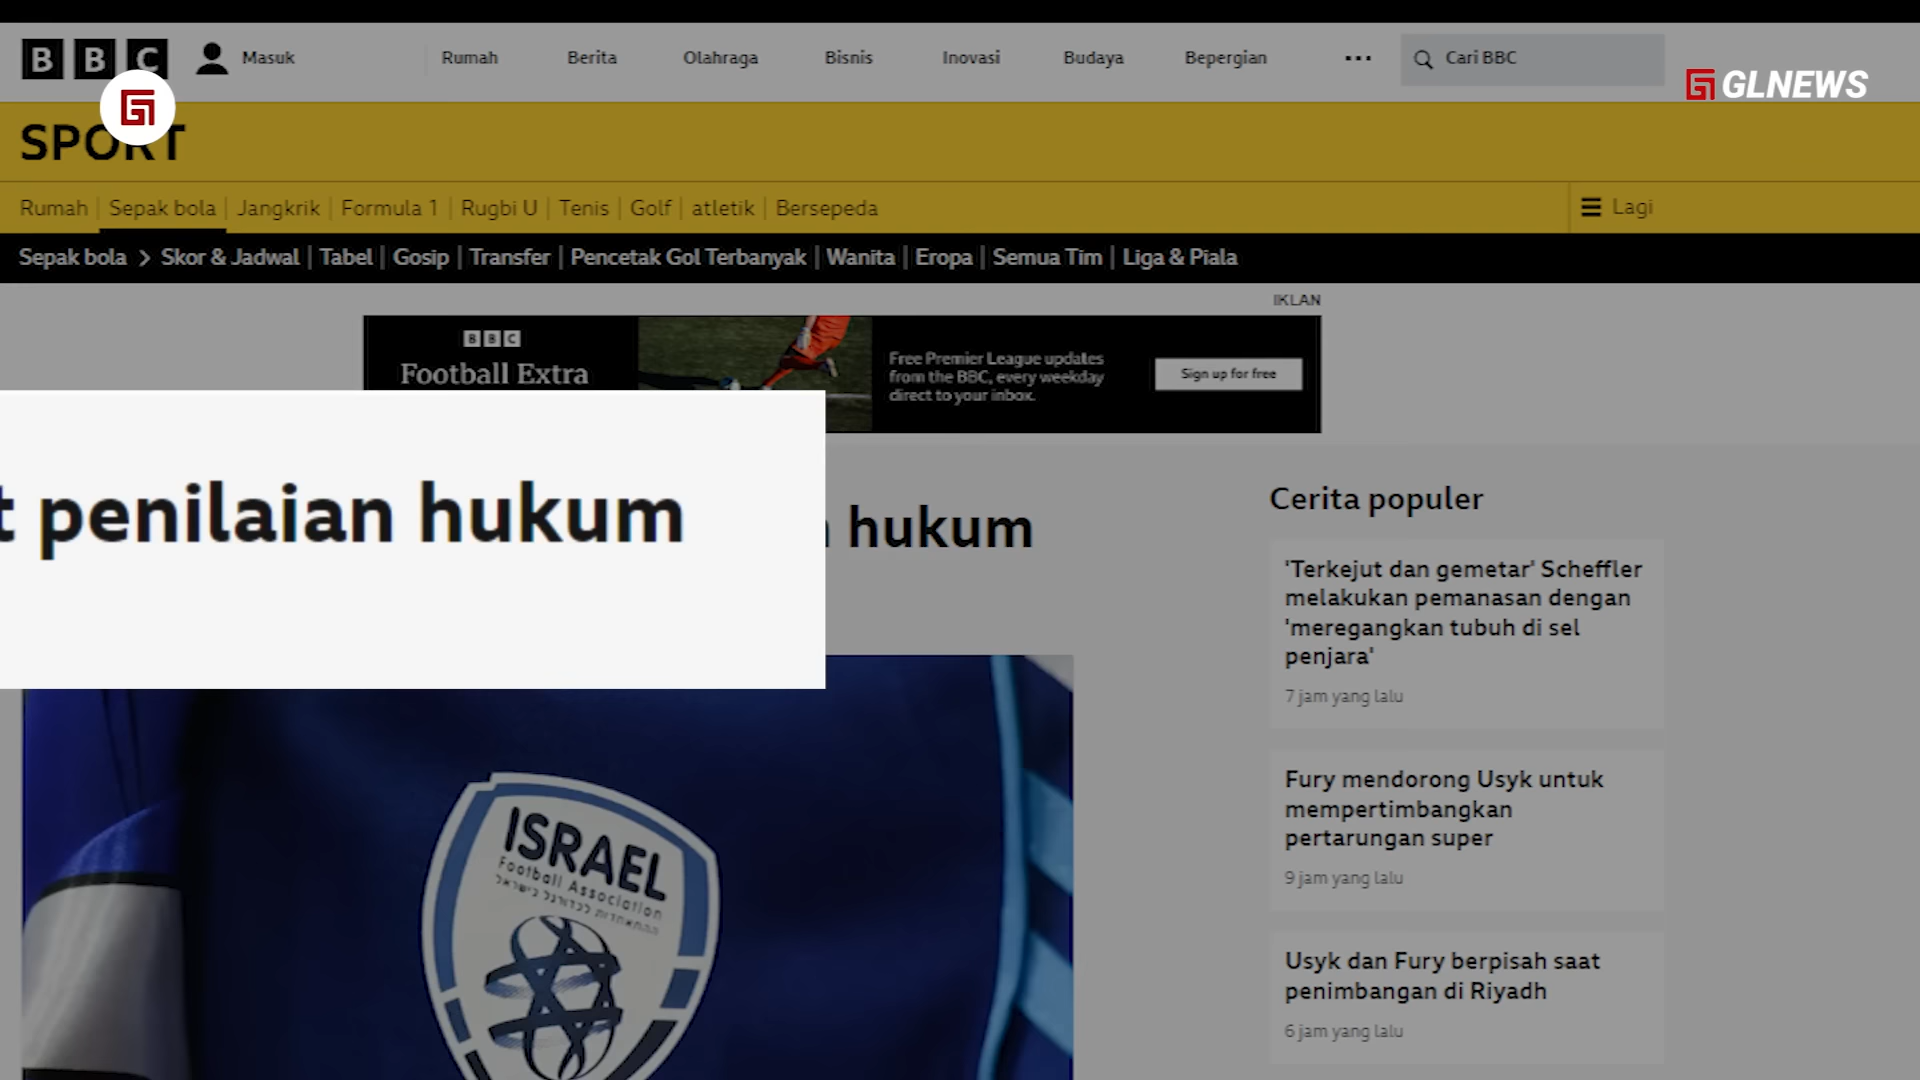 BBC
Masuk
Rumah
Berita
Olahraga
Bisnis
Inovasi
Budaya
Bepergian
Cari BBC
GLNEWS
SPORT
Rumah
Sepak bola
Jangkrik
Formula 1
Rugbi U
Tenis
Golf
atletik
Bersepeda
Lagi
Sepak bola
Skor & Jadwal
Tabel
Gosip
Transfer
Pencetak Gol Terbanyak
Wanita
Eropa
Semua Tim
Liga & Piala
IKLAN
BBC
Football Extra
Free Premier League updates
from the BBC, every weekday
direct to your inbox.
Sign up for free
penilaian hukum
hukum
Cerita populer
'Terkejut dan gemetar' Scheffler
melakukan pemanasan dengan
'meregangkan tubuh di sel
penjara'
7 jam yang lalu
Fury mendorong Usyk untuk
mempertimbangkan
pertarungan super
9 jam yang lalu
Usyk dan Fury berpisah saat
penimbangan di Riyadh
6 jam yang lalu
ISRAEL
Football Association
ההתאחדות לכדורגל בישראל